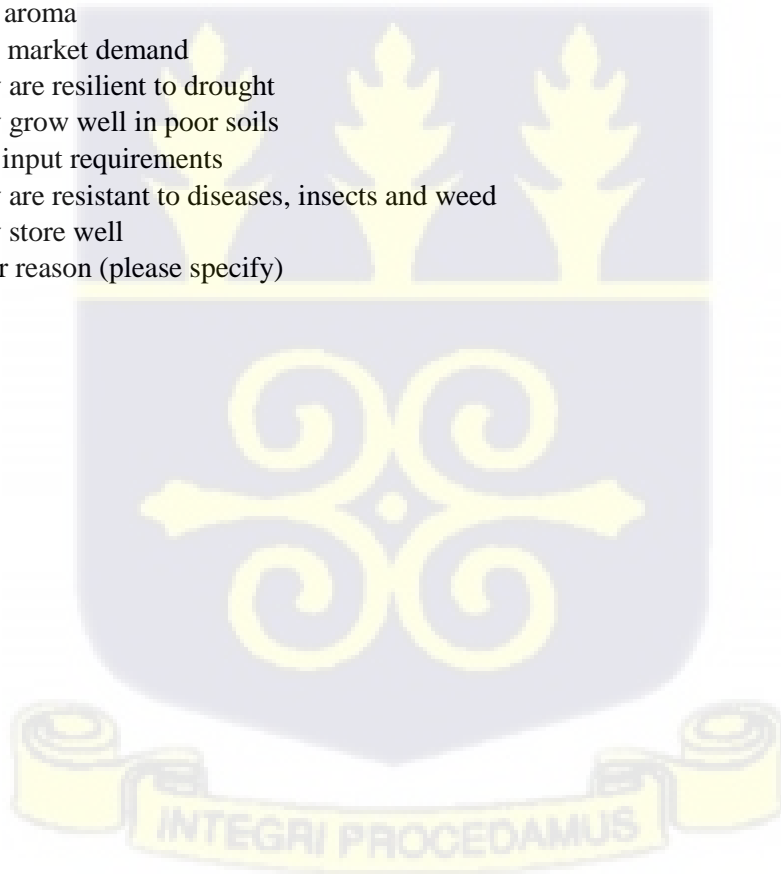 aroma
market demand
are resilient to drought
grow well in poor soils
input requirements
are resistant to diseases, insects and weed
store well
r reason (please specify)
INTEGRI PROCEDAMUS